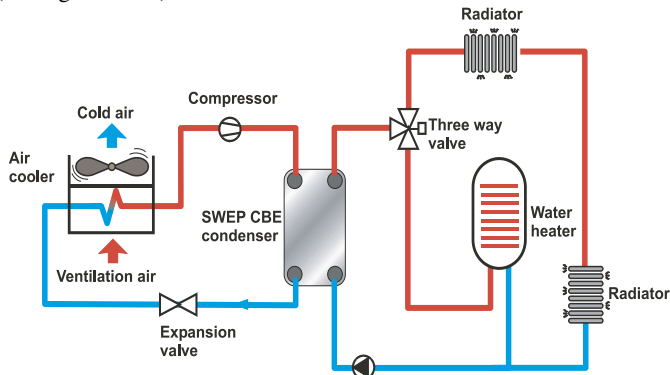 Radiator
Compressor
Cold air
Three way
valve
Air
cooler
SWEP CBE
condenser
Water
heater
Ventilation air
Radiator
Expansion
valve